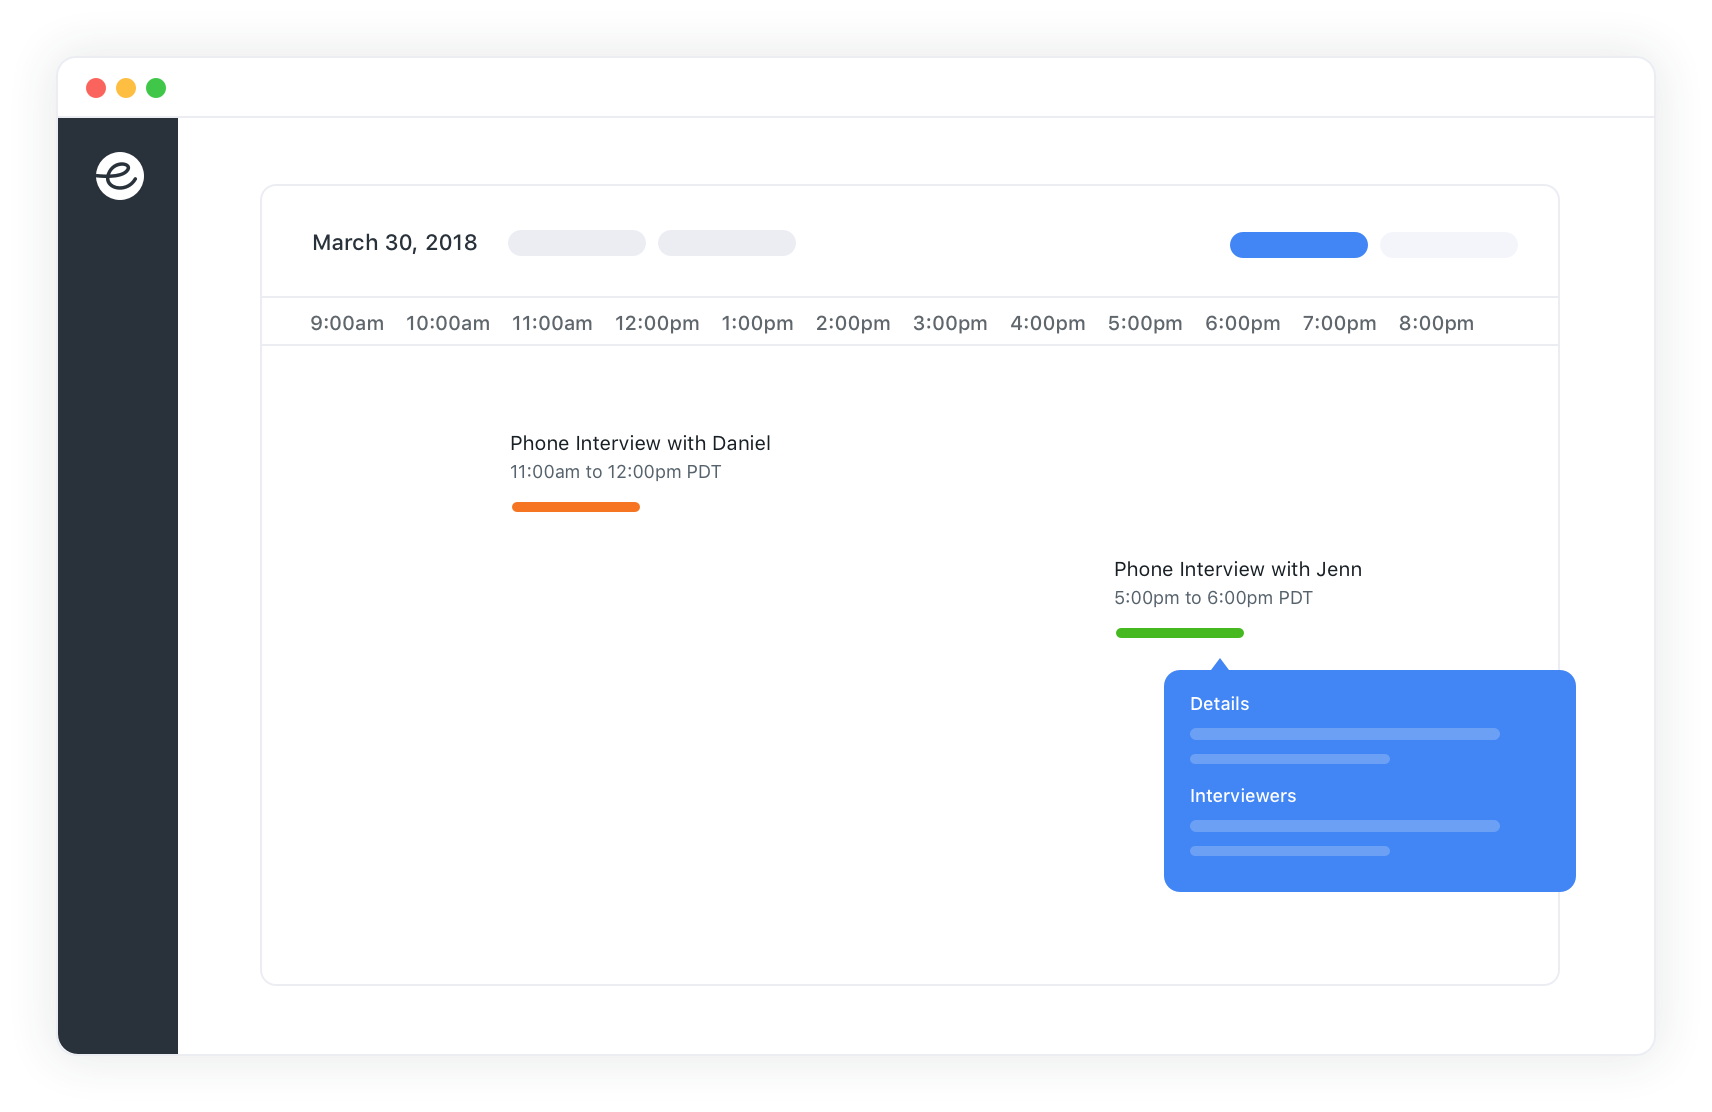 March 30, 2018
9:00am 10:00am 11:00am 12:00pm 1:00pm 2:00pm 3:00pm 4:00pm 5:00pm 6:00pm 7:00pm 8:00pm
Phone Interview with Daniel
11:00am to 12:00pm PDT
Phone Interview with Jenn
5:00pm to 6:00pm PDT
Details
Interviewers